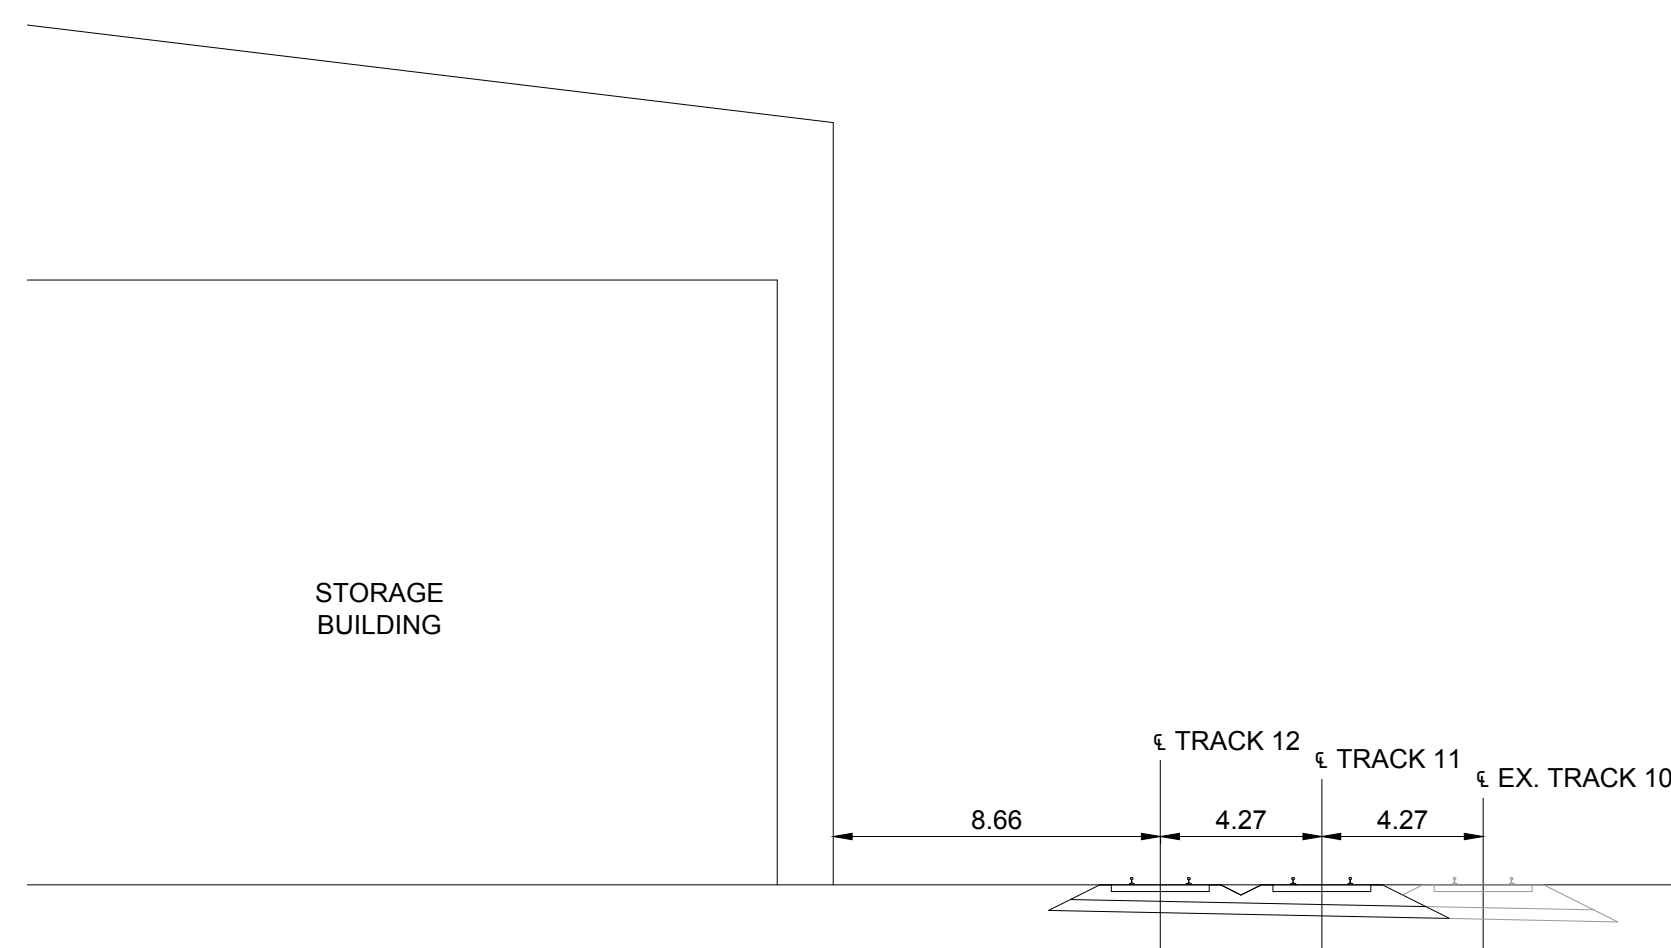 STORAGE
BUILDING
℄ TRACK 12
℄ TRACK 11
℄ EX. TRACK 10
8.66
4.27
4.27